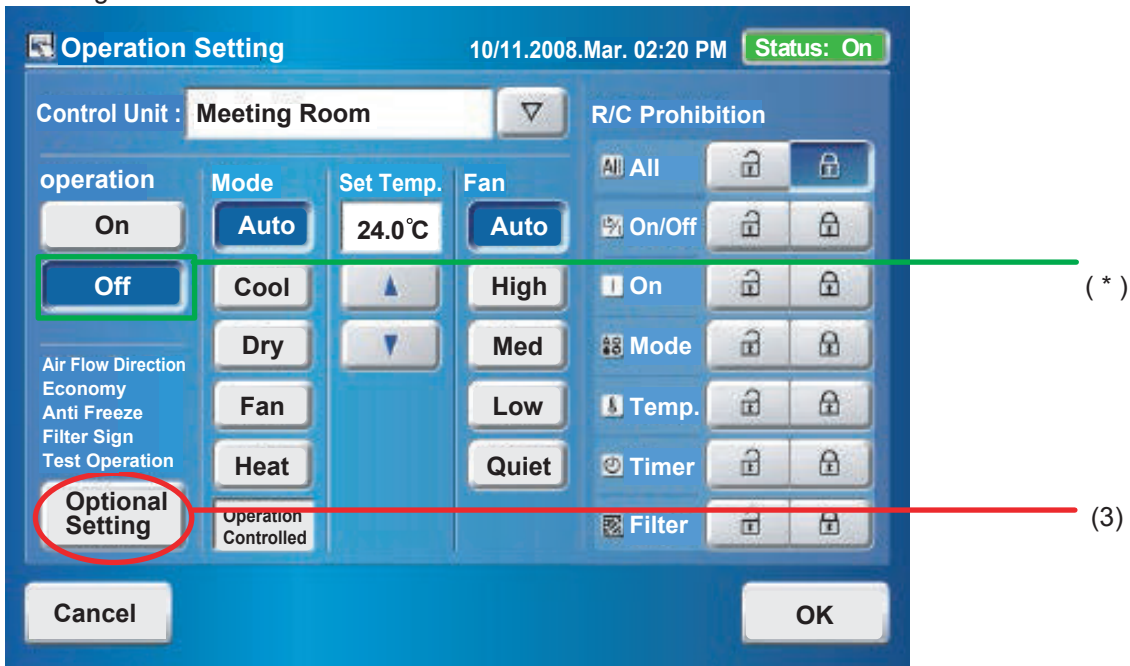 Operation Setting 10/11.2008.Mar. 02:20 PM Status: On
Control Unit : Meeting Room
R/C Prohibition
operation
On
Off
Air Flow Direction
Economy
Anti Freeze
Filter Sign
Test Operation
Optional
Setting
Mode
Auto
Cool
Dry
Fan
Heat
Operation
Controlled
Set Temp.
24.0℃
Fan
Auto
High
Med
Low
Quiet
All All
On/Off
On
Mode
Temp.
Timer
Filter
( * )
(3)
Cancel
OK